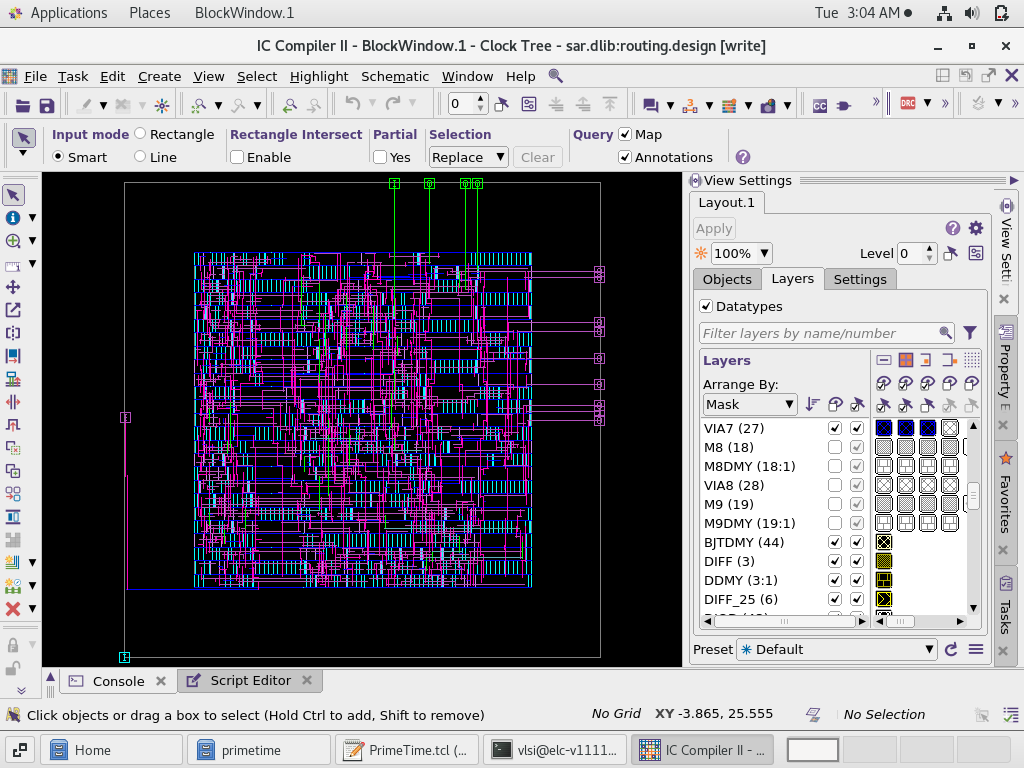 Applications Places BlockWindow.1 Tue 3:04 AM
IC Compiler II - BlockWindow.1 - Clock Tree - sar.dlib:routing.design [write]
File Task Edit Create View Select Highlight Schematic Window Help
0 CC DRC
Input mode Rectangle Rectangle Intersect Partial Selection Query Map
Smart Line Enable Yes Replace Clear Annotations
View Settings
Layout.1
Apply
100% Level 0
Objects Layers Settings
Datatypes
Filter layers by name/number
Layers
Arrange By:
Mask
VIA7 (27)
M8 (18)
M8DMY (18:1)
VIA8 (28)
M9 (19)
M9DMY (19:1)
BJTDMY (44)
DIFF (3)
DDMY (3:1)
DIFF_25 (6)
Preset Default
View Settings
Property E
Favorites
Tasks
Console Script Editor
Click objects or drag a box to select (Hold Ctrl to add, Shift to remove) No Grid XY -3.865, 25.555 No Selection
Home primetime PrimeTime.tcl (... vlsi@elc-v1111... IC Compiler II - ...